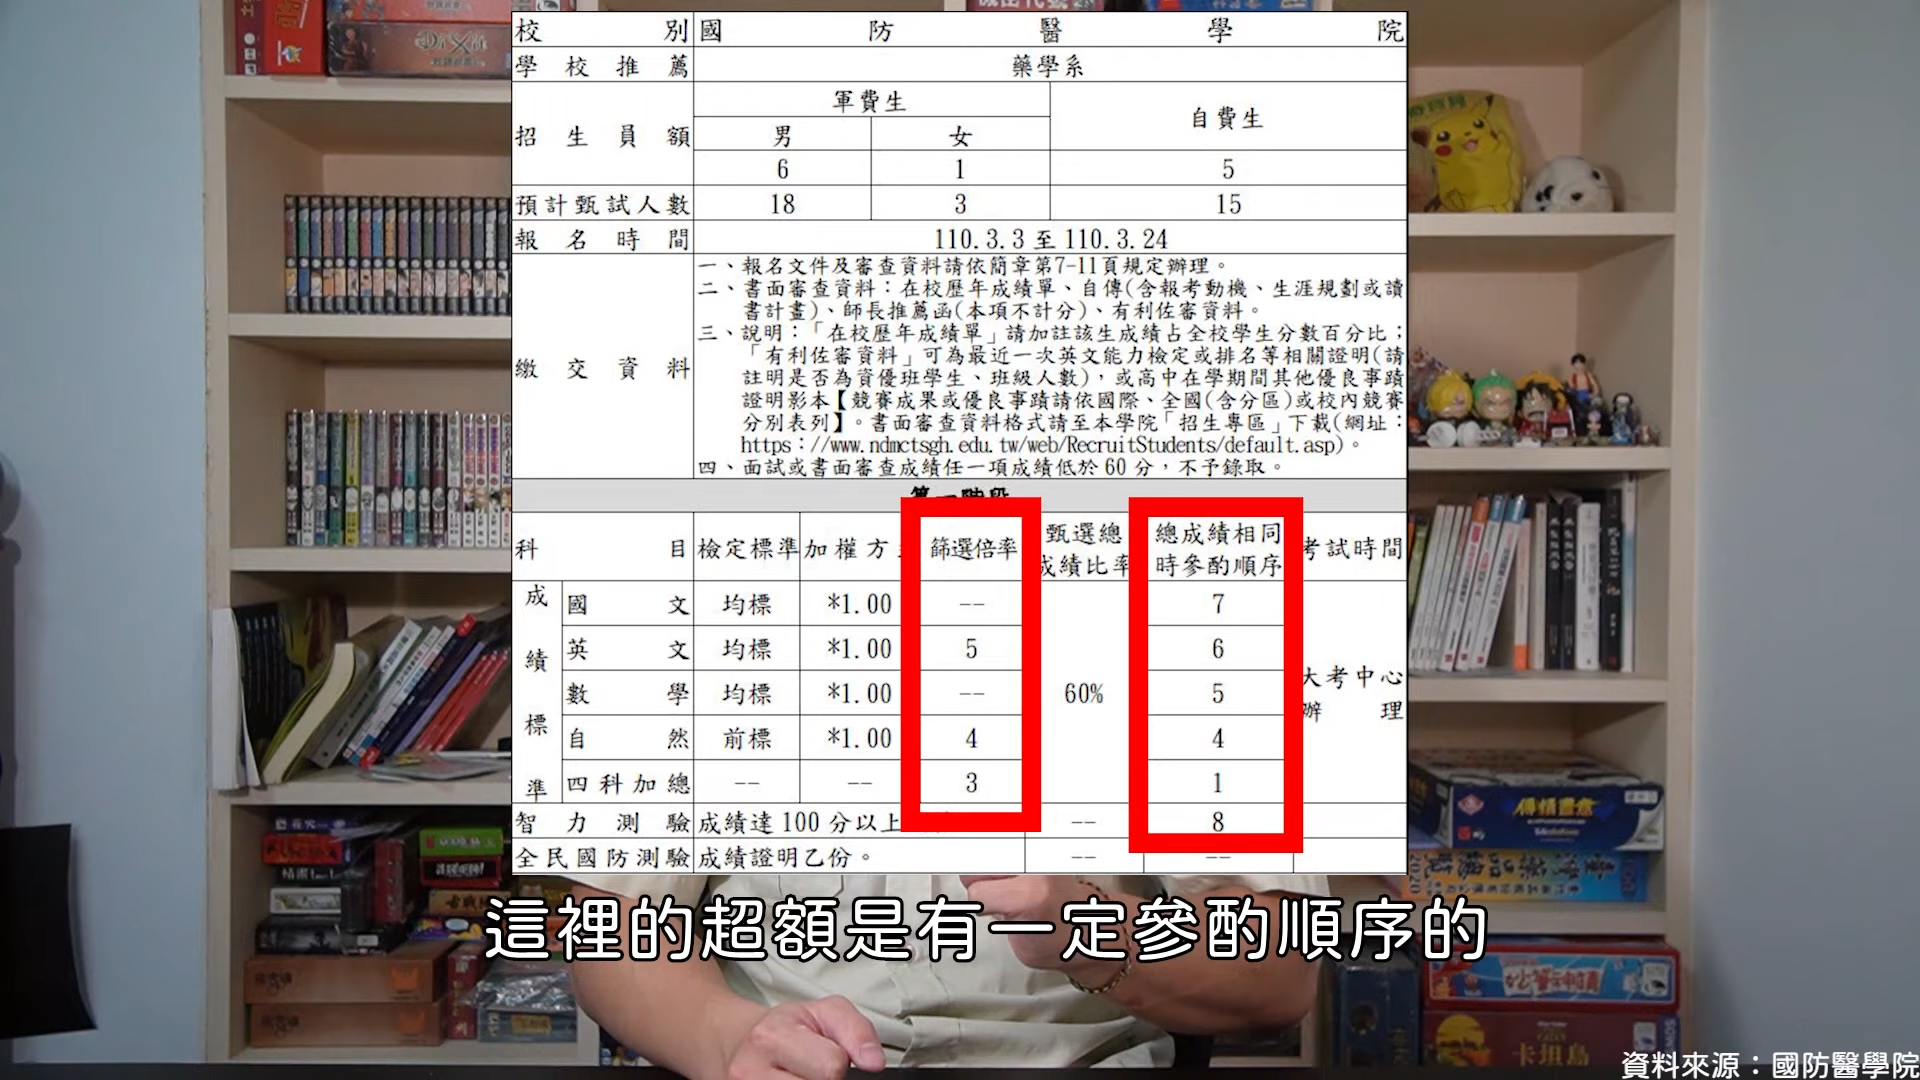 校別 國防醫學院
學校推薦 藥學系
招生員額 軍費生 自費生
男 女
6 1 5
預計甄試人數 18 3 15
報名時間 110.3.3 至 110.3.24
繳交資料
一、報名文件及審查資料請依簡章第7-11頁規定辦理。
二、書面審查資料：在校歷年成績單、自傳(含報考動機、生涯規劃或讀
書計畫)、師長推薦函(本項不計分)、有利佐審資料。
三、說明：「在校歷年成績單」請加註該生成績占全校學生分數百分比；
「有利佐審資料」可為最近一次英文能力檢定或排名等相關證明(請
註明是否為資優班學生、班級人數)，或高中在學期間其他優良事蹟
證明影本【競賽成果或優良事蹟請依國際、全國(含分區)或校內競賽
分別表列】。書面審查資料格式請至本學院「招生專區」下載(網址：
https：//www.ndmctsgh.edu.tw/web/RecruitStudents/default.asp)。
四、面試或書面審查成績任一項成績低於60分，不予錄取。
科目 檢定標準 加權方 篩選倍率 甄選總 總成績相同 考試時間
成績比率 時參酌順序
成績標準
國文 均標 *1.00 -- 7
英文 均標 *1.00 5 6
數學 均標 *1.00 -- 60% 5 大考中心
辦理
自然 前標 *1.00 4 4
四科加總 -- -- 3 1
智力測驗 成績達100分以上 -- 8
全民國防測驗 成績證明乙份。 -- --
這裡的超額是有一定參酌順序的
資料來源：國防醫學院
卡坦島